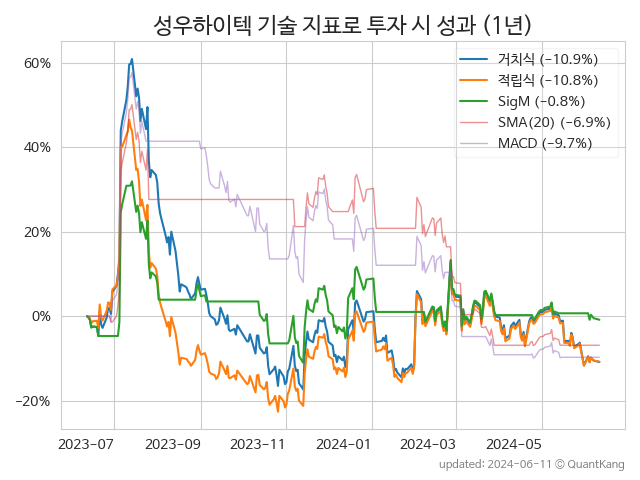 성우하이텍 기술 지표로 투자 시 성과 (1년)
60%
40%
20%
0%
−20%
거치식 (−10.9%)
적립식 (−10.8%)
SigM (−0.8%)
SMA(20) (−6.9%)
MACD (−9.7%)
2023−07
2023−09
2023−11
2024−01
2024−03
2024−05
updated: 2024−06−11 © QuantKang